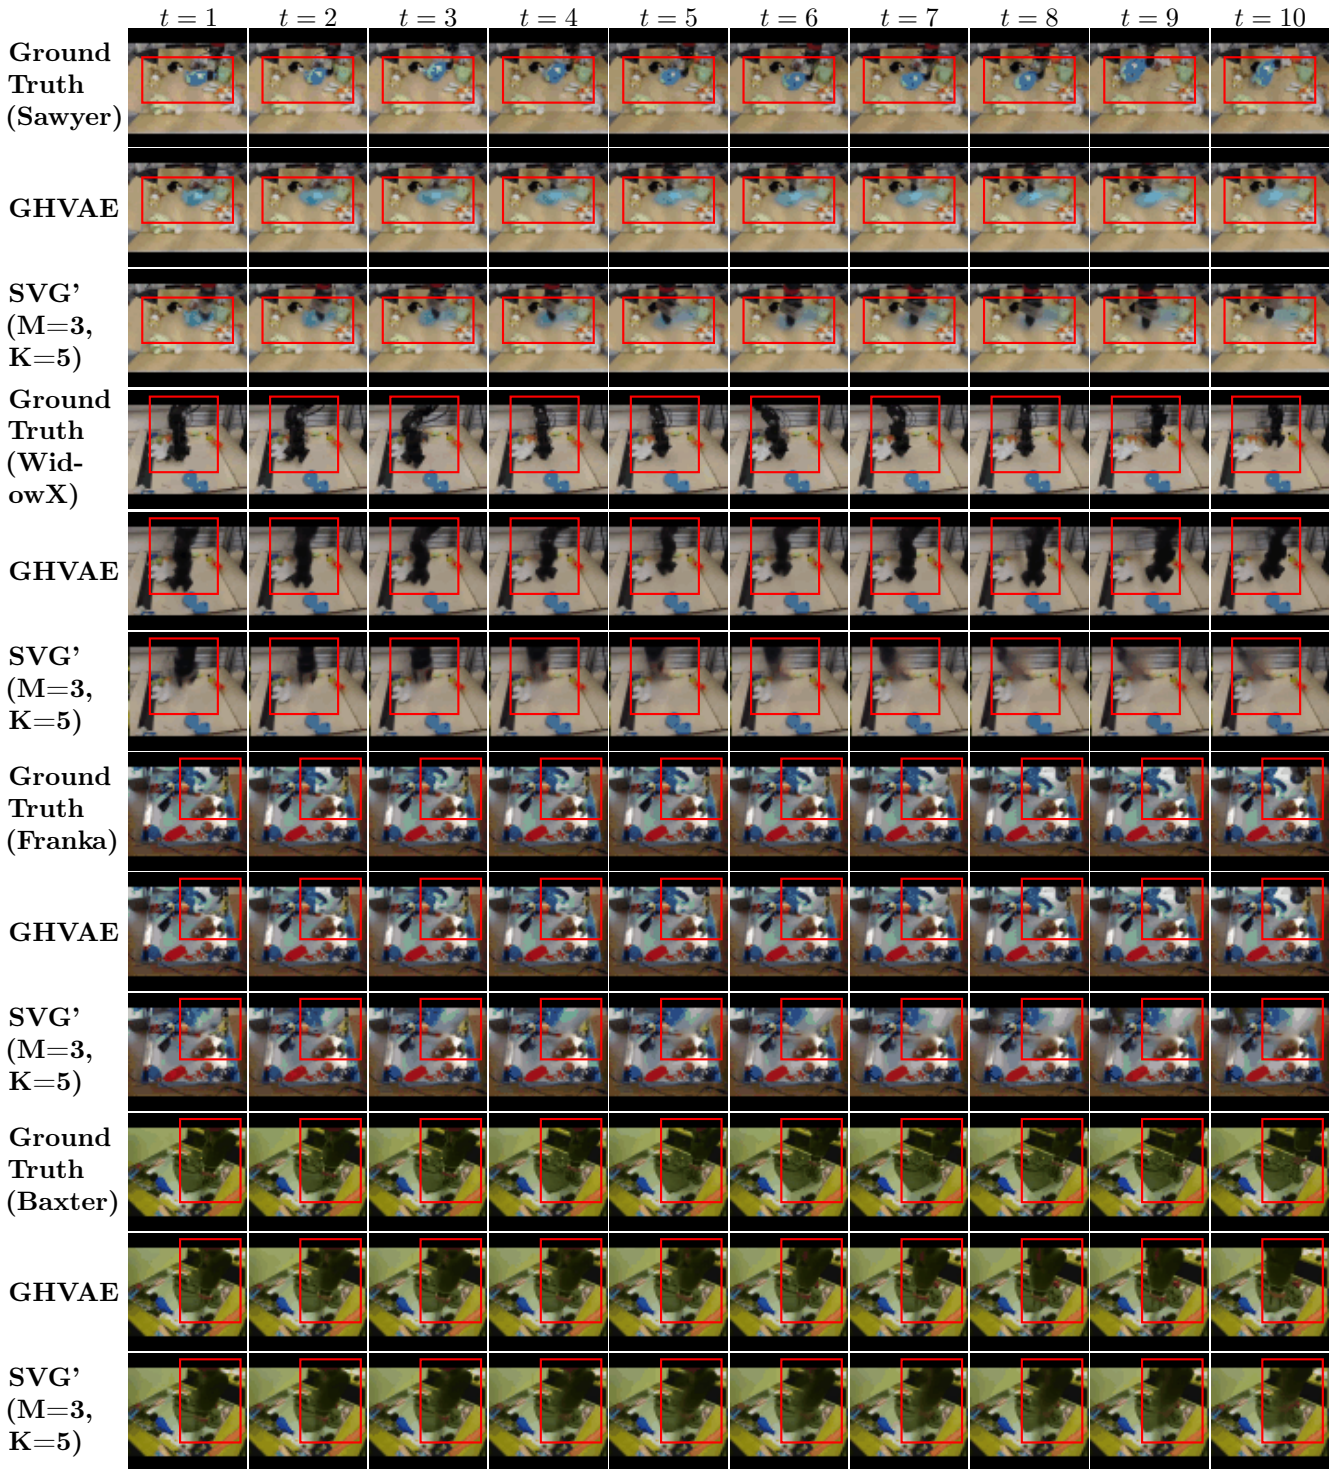 t = 1 t = 2 t = 3 t = 4 t = 5 t = 6 t = 7 t = 8 t = 9 t = 10
Ground
Truth
(Sawyer)
GHVAE
SVG'
(M=3,
K=5)
Ground
Truth
(Wid-
owX)
GHVAE
SVG'
(M=3,
K=5)
Ground
Truth
(Franka)
GHVAE
SVG'
(M=3,
K=5)
Ground
Truth
(Baxter)
GHVAE
SVG'
(M=3,
K=5)